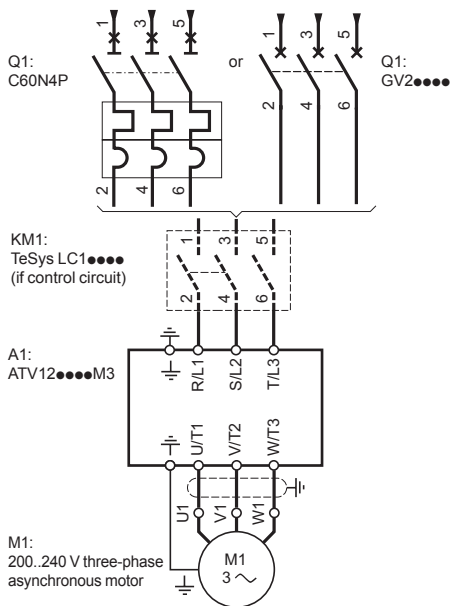 1 3 5
1 3 5
Q1:
C60N4P
or
Q1:
GV2●●●●
2 4 6
2 4 6
KM1:
TeSys LC1●●●●
(if control circuit)
1 3 5
2 4 6
A1:
ATV12●●●●M3
R/L1 S/L2 T/L3
U/T1 V/T2 W/T3
U1 V1 W1
M1:
200..240 V three-phase
asynchronous motor
M1
3 ~